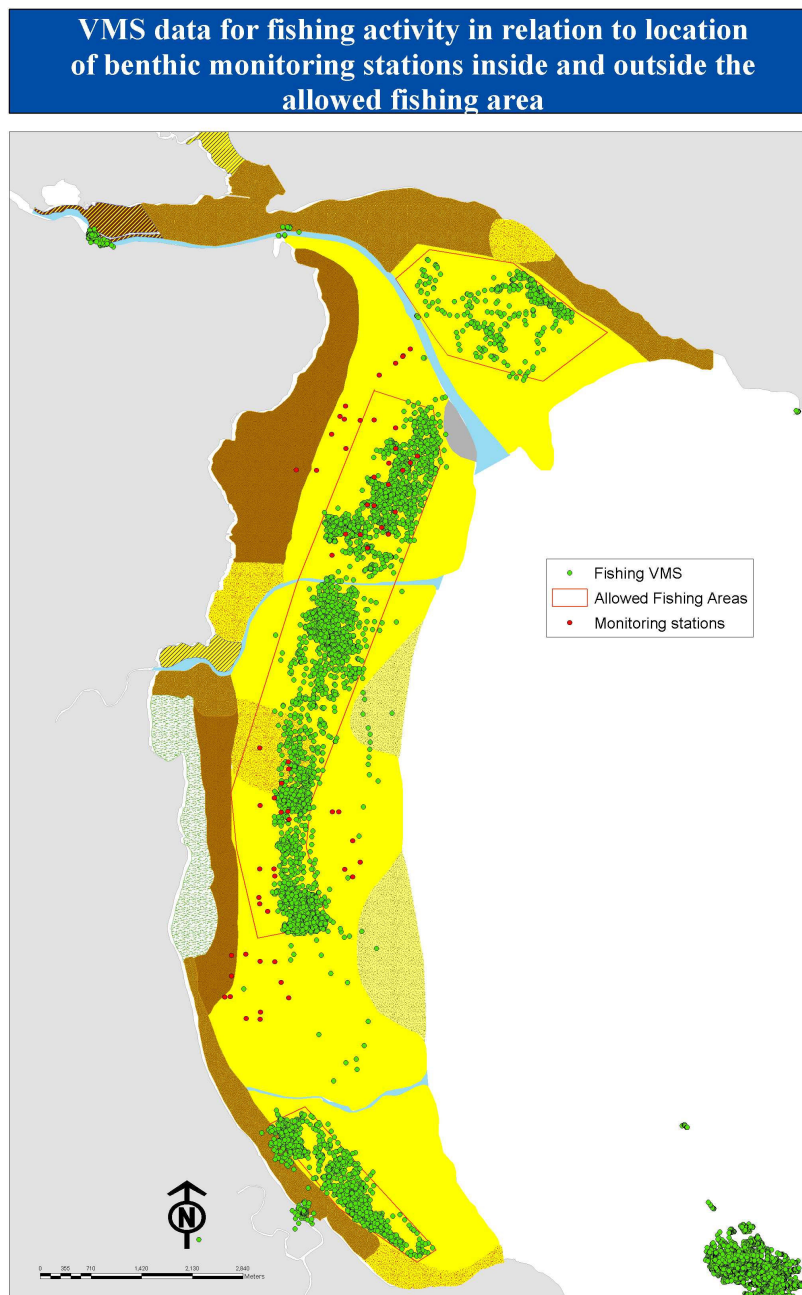 VMS data for fishing activity in relation to location
of benthic monitoring stations inside and outside the
allowed fishing area
Fishing VMS
Allowed Fishing Areas
Monitoring stations
N
0 355 710 1,420 2,130 2,840
Meters